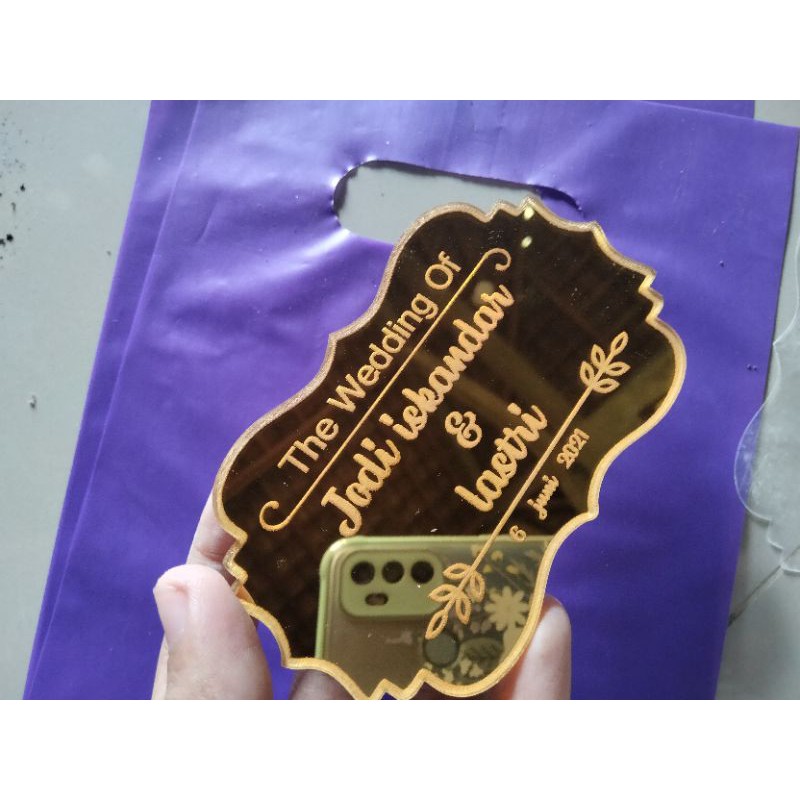 The Wedding Of
Jodi iskandar
&
lastri
6 juni 2021